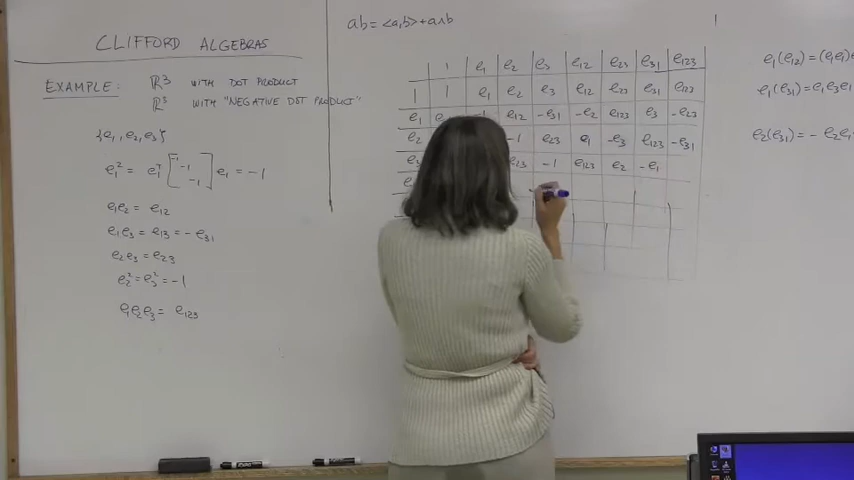 CLIFFORD ALGEBRAS
EXAMPLE: ℝ³ WITH DOT PRODUCT
ℝ³ WITH "NEGATIVE DOT PRODUCT"
{e₁, e₂, e₃}
e₁² = e₁ᵀ [-1 -1 -1] e₁ = -1
e₁e₂ = e₁₂
e₁e₃ = e₁₃ = -e₃₁
e₂e₃ = e₂₃
e₂² = e₃² = -1
e₁e₂e₃ = e₁₂₃
ab = <a,b> + a∧b
1 e₁ e₂ e₃ e₁₂ e₂₃ e₃₁ e₁₂₃
1 1 e₁ e₂ e₃ e₁₂ e₂₃ e₃₁ e₁₂₃
e₁ e₁₂ -e₃₁ -e₂ e₁₂₃ e₃ -e₂₃
e₂ -1 e₂₃ e₁ -e₃ e₁₂₃ -e₃₁
-1 e₁₂₃ e₂ -e₁
e₁(e₁₂) = (e₁e₁)e
e₁(e₃₁) = e₁e₃e₁
e₂(e₃₁) = - e₂e₁